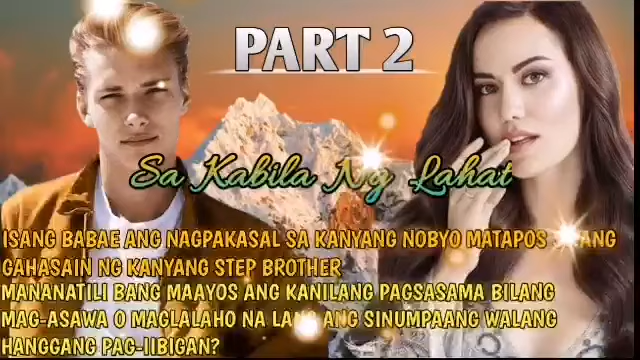 PART 2
Sa Kabila Ng Lahat
ISANG BABAE ANG NAGPAKASAL SA KANYANG NOBYO MATAPOS ANG
GAHASAIN NG KANYANG STEP BROTHER
MANANATILI BANG MAAYOS ANG KANILANG PAGSASAMA BILANG
MAG-ASAWA O MAGLALAHO NA LANG ANG SINUMPAANG WALANG
HANGGANG PAG-IIBIGAN?